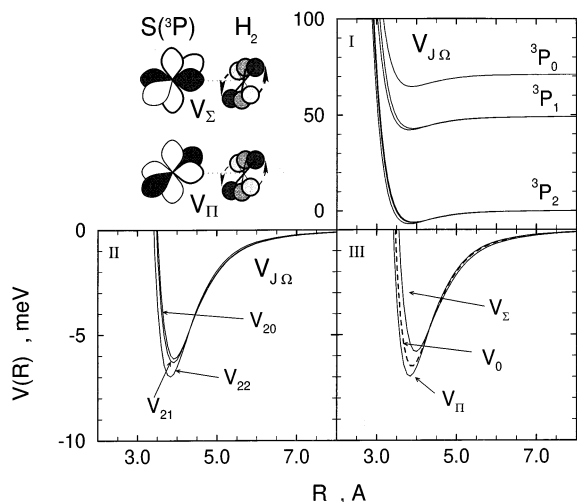 S(³P) H₂
V_Σ
V_Π
I V_JΩ
100
50
0
³P₀
³P₁
³P₂
II V_JΩ
0
-5
-10
V₂₀
V₂₁ V₂₂
III
V_Σ
V₀
V_Π
V(R) , meV
3.0 5.0 7.0 3.0 5.0 7.0
R , A R , A